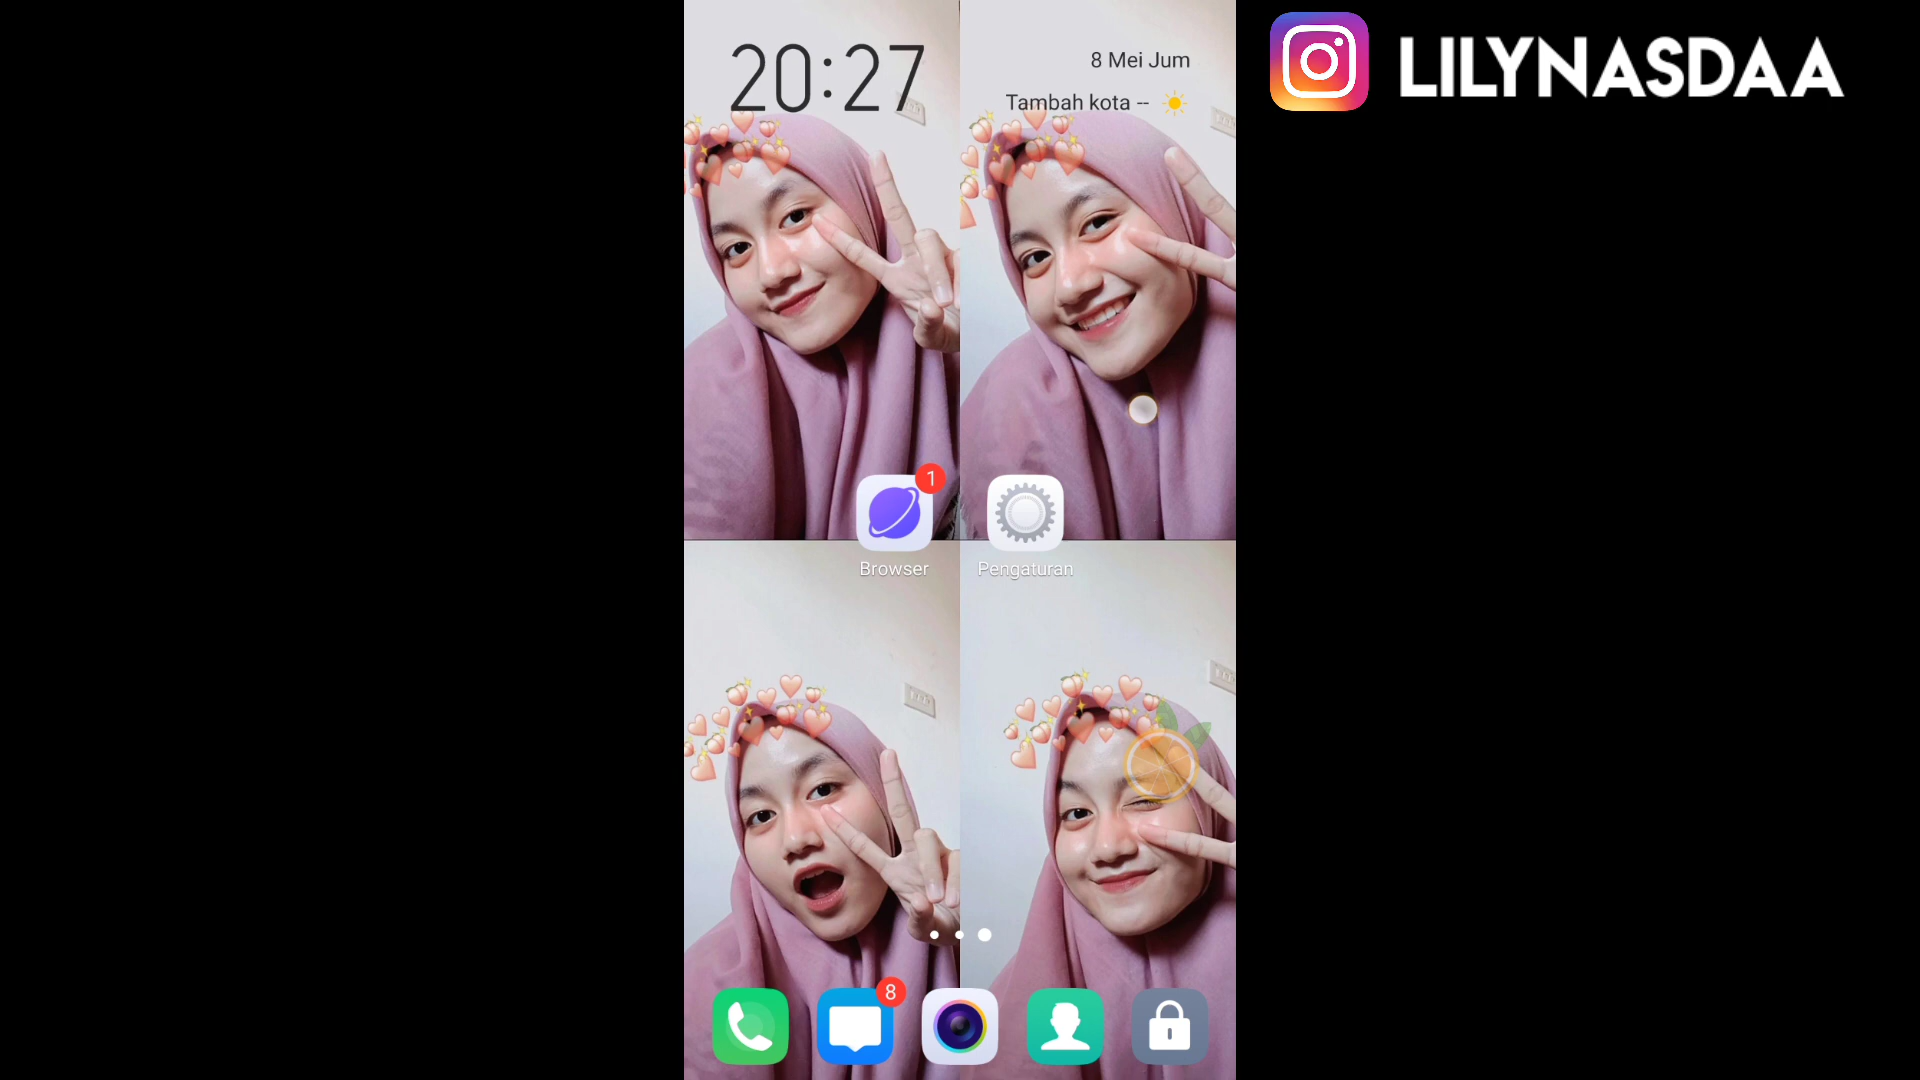 20:27
8 Mei Jum
Tambah kota --
LILYNASDAA
1
Browser
Pengaturan
8